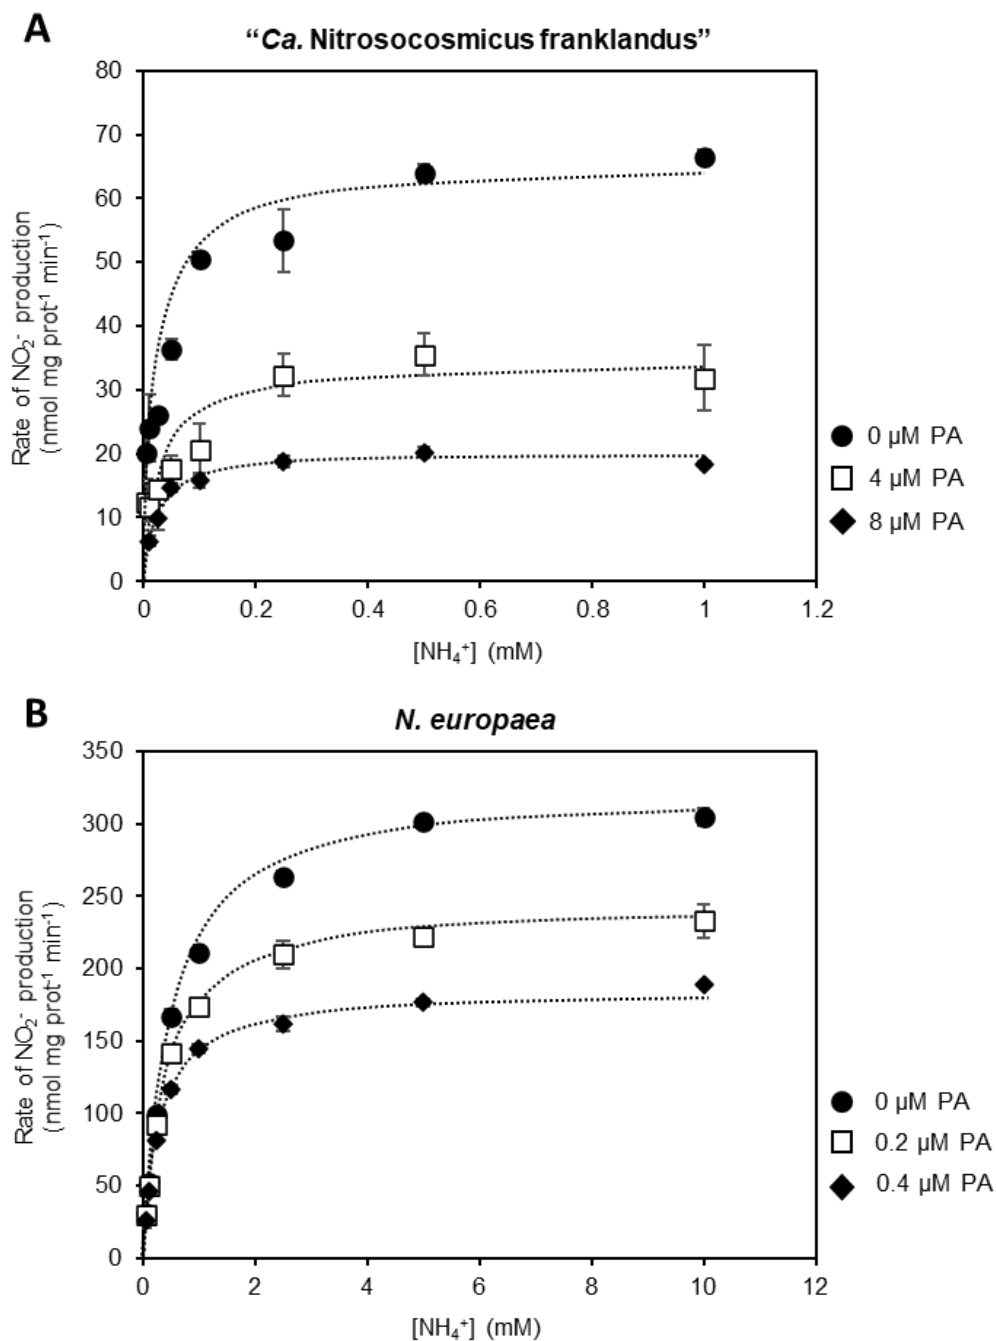 A
“Ca. Nitrosocosmicus franklandus”
80
70
60
50
40
30
20
10
0
Rate of NO₂⁻ production
(nmol mg prot⁻¹ min⁻¹)
0 0.2 0.4 0.6 0.8 1 1.2
[NH₄⁺] (mM)
0 µM PA
4 µM PA
8 µM PA
B
N. europaea
350
300
250
200
150
100
50
0
Rate of NO₂⁻ production
(nmol mg prot⁻¹ min⁻¹)
0 2 4 6 8 10 12
[NH₄⁺] (mM)
0 µM PA
0.2 µM PA
0.4 µM PA